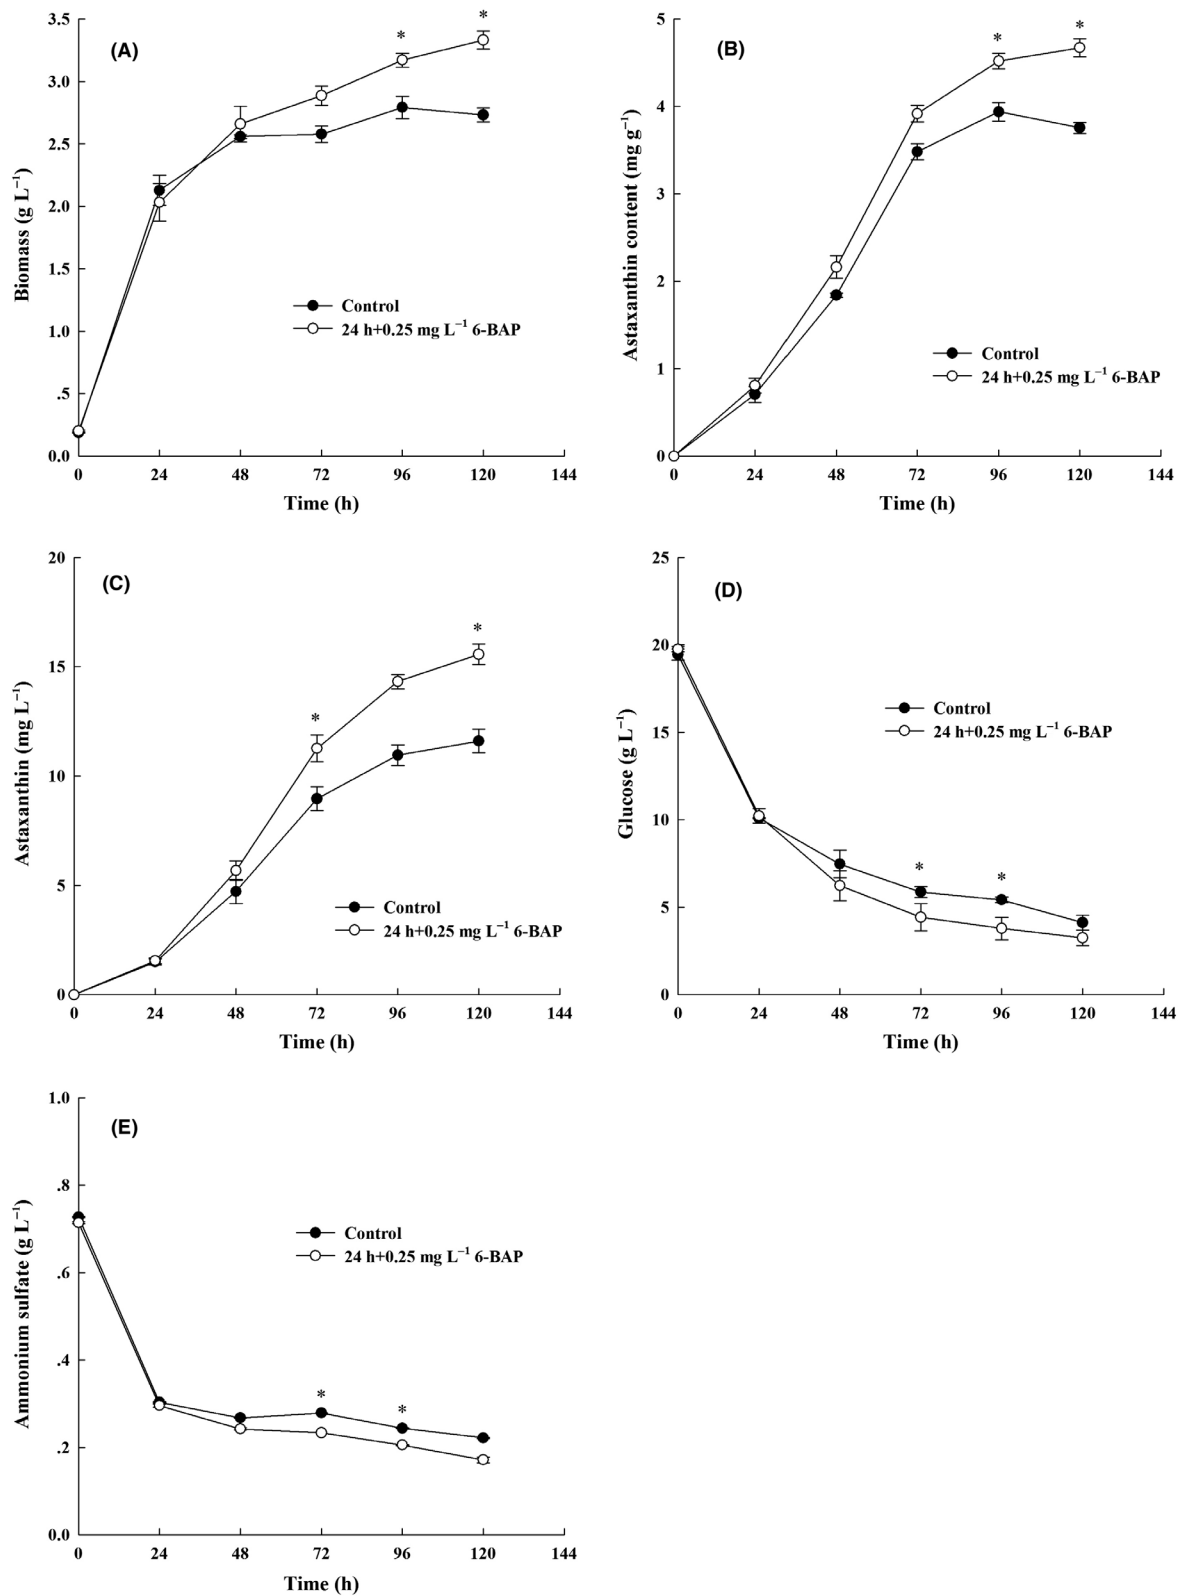 (A)
Biomass (g L⁻¹)
3.5
3.0
2.5
2.0
1.5
1.0
.5
0.0
* *
Control
24 h+0.25 mg L⁻¹ 6-BAP
0 24 48 72 96 120 144
Time (h)
(B)
Astaxanthin content (mg g⁻¹)
5
4
3
2
1
0
* *
Control
24 h+0.25 mg L⁻¹ 6-BAP
0 24 48 72 96 120 144
Time (h)
(C)
Astaxanthin (mg L⁻¹)
20
15
10
5
0
* *
Control
24 h+0.25 mg L⁻¹ 6-BAP
0 24 48 72 96 120 144
Time (h)
(D)
Glucose (g L⁻¹)
25
20
15
10
5
0
* *
Control
24 h+0.25 mg L⁻¹ 6-BAP
0 24 48 72 96 120 144
Time (h)
(E)
Ammonium sulfate (g L⁻¹)
1.0
.8
.6
.4
.2
0.0
* *
Control
24 h+0.25 mg L⁻¹ 6-BAP
0 24 48 72 96 120 144
Time (h)